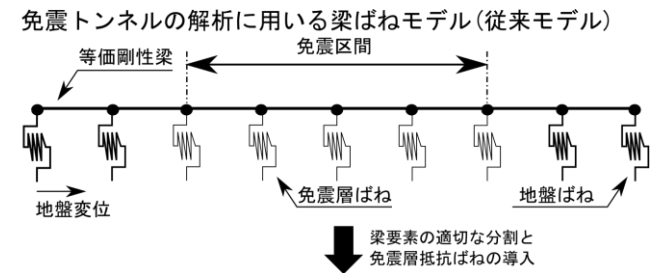 免震トンネルの解析に用いる梁ばねモデル(従来モデル)
等価剛性梁
免震区間
地盤変位
免震層ばね
地盤ばね
梁要素の適切な分割と
免震層抵抗ばねの導入